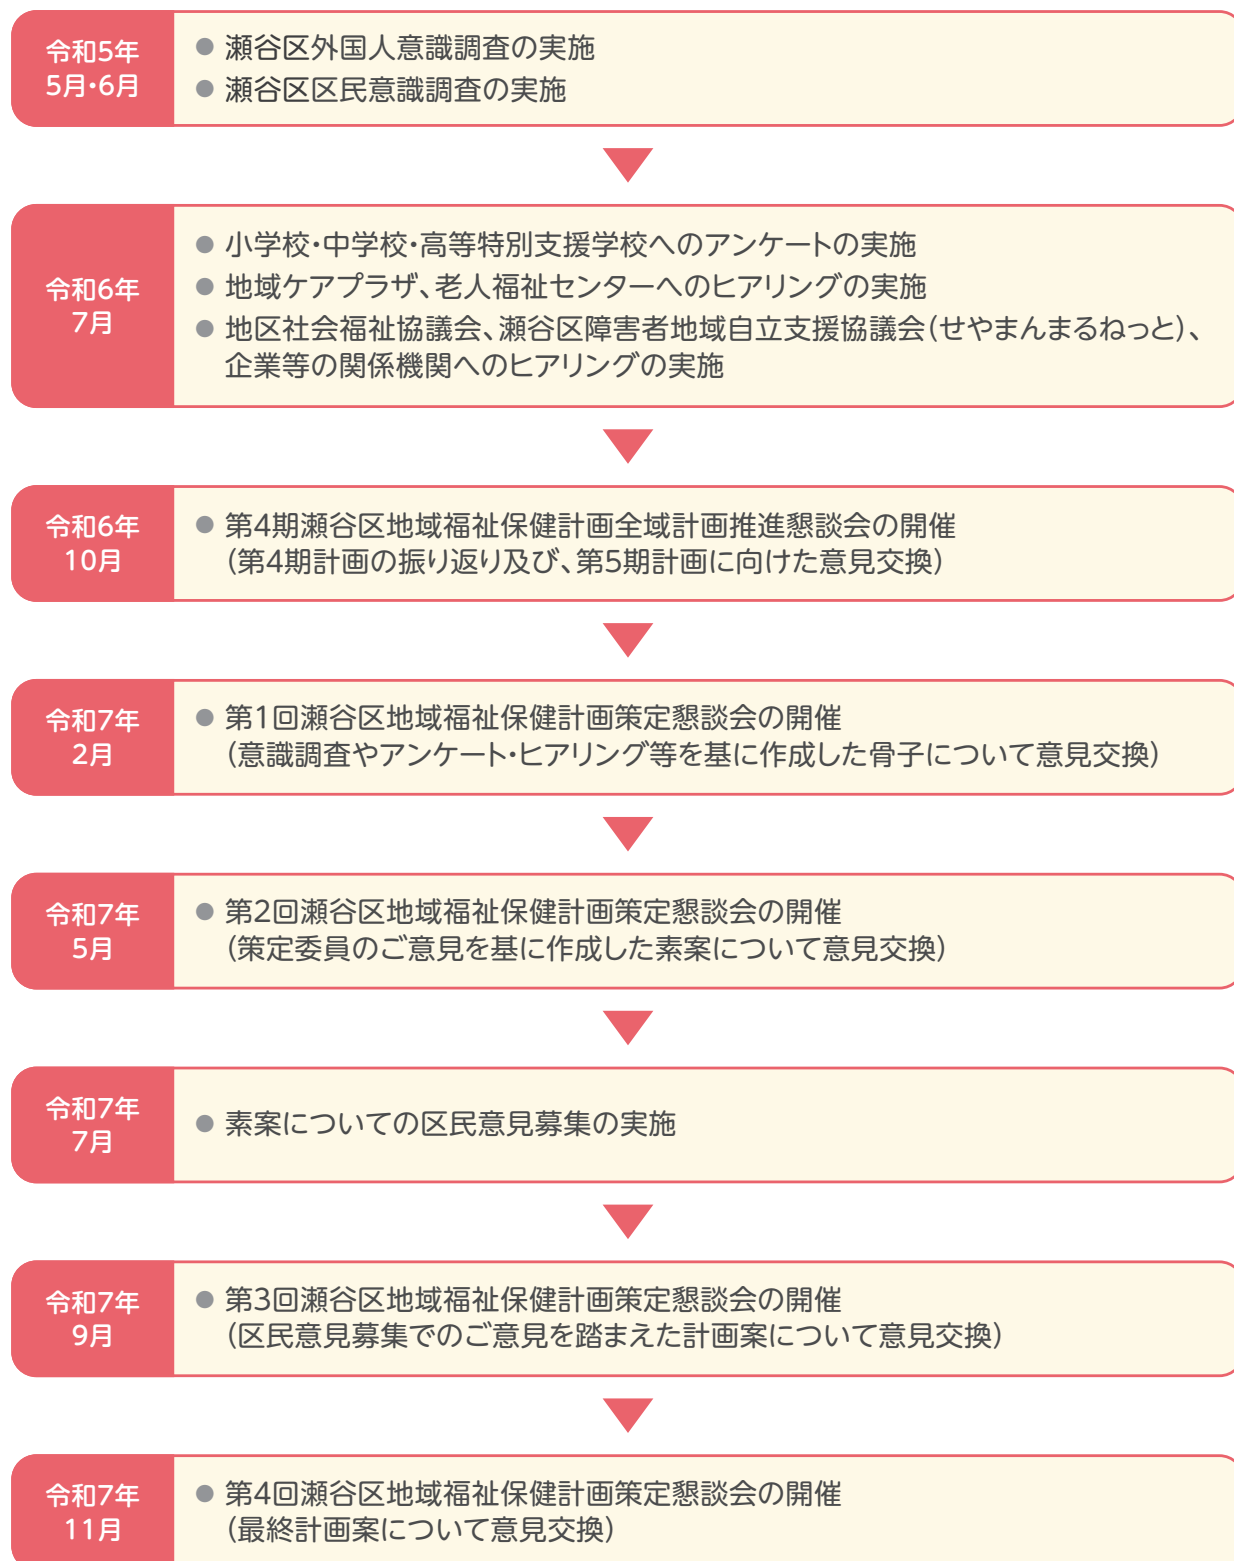 令和5年
5月・6月
● 瀬谷区外国人意識調査の実施
● 瀬谷区区民意識調査の実施
令和6年
7月
● 小学校・中学校・高等特別支援学校へのアンケートの実施
● 地域ケアプラザ、老人福祉センターへのヒアリングの実施
● 地区社会福祉協議会、瀬谷区障害者地域自立支援協議会（せやまんまるねっと）、
企業等の関係機関へのヒアリングの実施
令和6年
10月
● 第4期瀬谷区地域福祉保健計画全域計画推進懇談会の開催
（第4期計画の振り返り及び、第5期計画に向けた意見交換）
令和7年
2月
● 第1回瀬谷区地域福祉保健計画策定懇談会の開催
（意識調査やアンケート・ヒアリング等を基に作成した骨子について意見交換）
令和7年
5月
● 第2回瀬谷区地域福祉保健計画策定懇談会の開催
（策定委員のご意見を基に作成した素案について意見交換）
令和7年
7月
● 素案についての区民意見募集の実施
令和7年
9月
● 第3回瀬谷区地域福祉保健計画策定懇談会の開催
（区民意見募集でのご意見を踏まえた計画案について意見交換）
令和7年
11月
● 第4回瀬谷区地域福祉保健計画策定懇談会の開催
（最終計画案について意見交換）